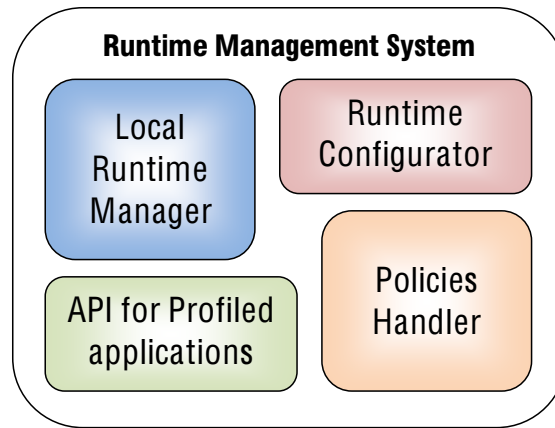 Runtime Management System
Local
Runtime
Manager
Runtime
Configurator
API for Profiled
applications
Policies
Handler